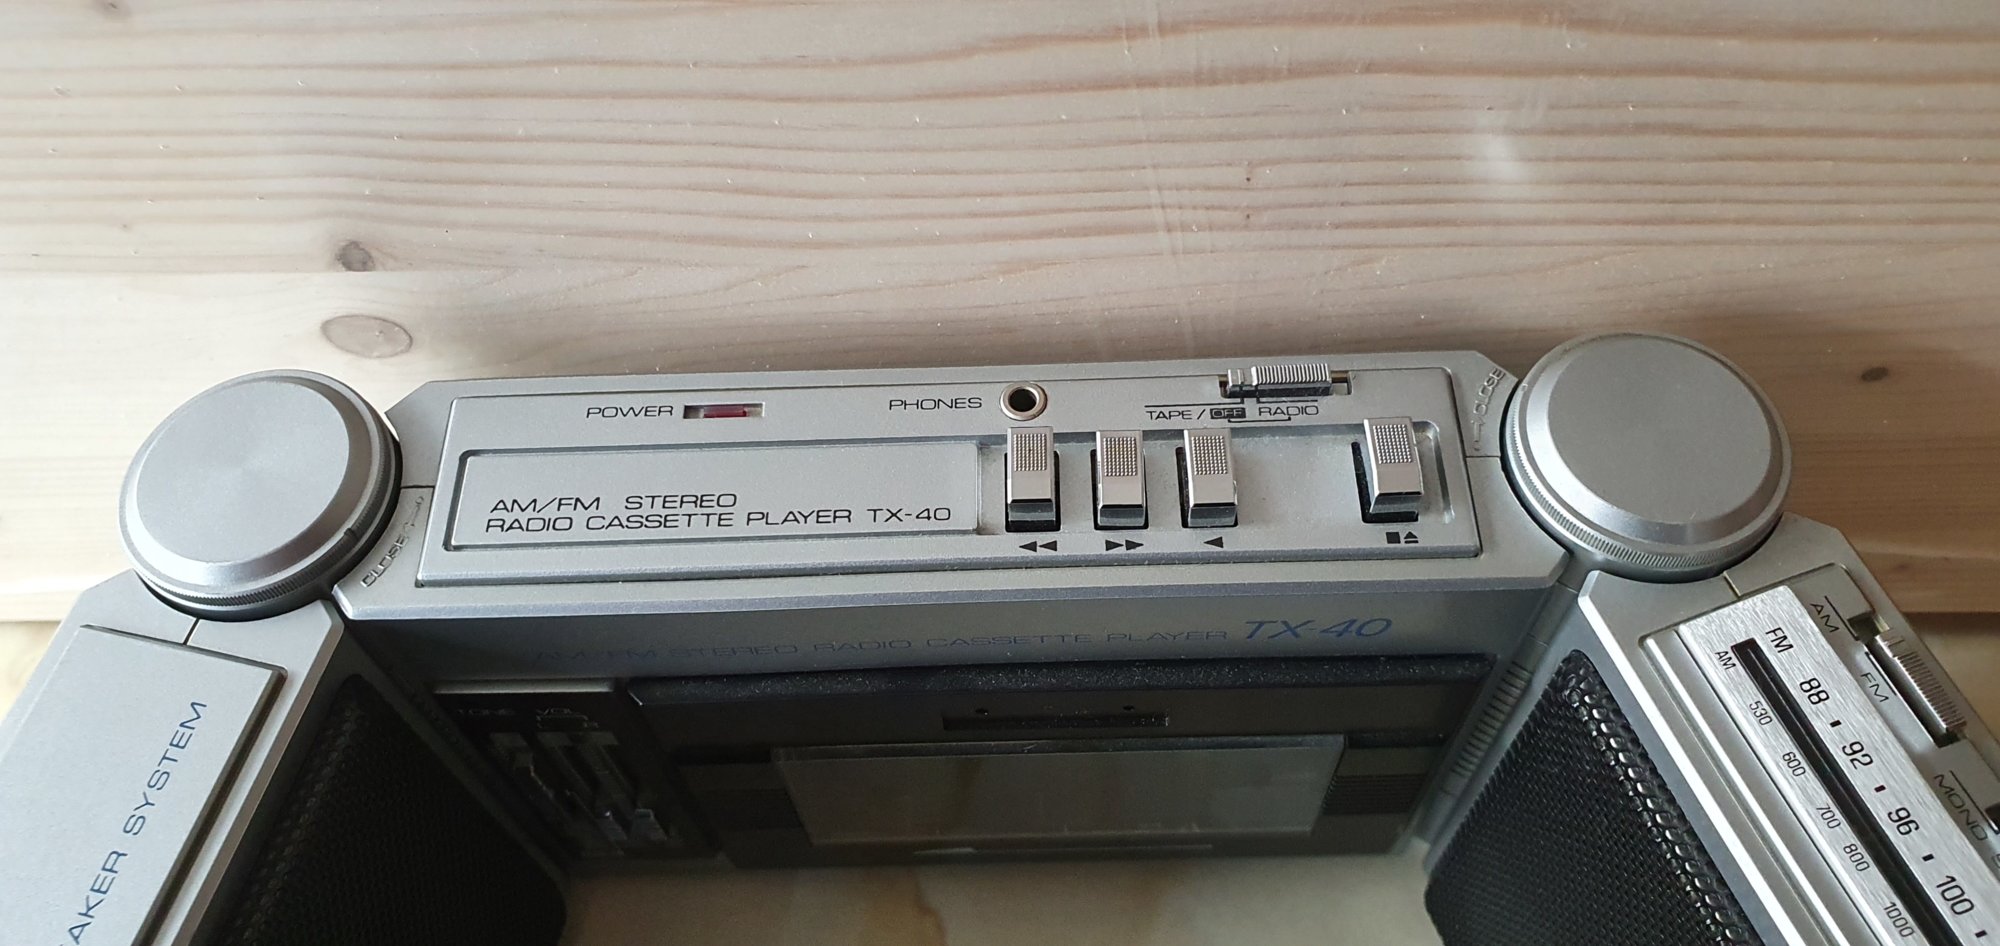 POWER
PHONES
TAPE / OFF RADIO
AM/FM STEREO
RADIO CASSETTE PLAYER TX-40
◀◀ ▶▶ ◀ ■▲
CLOSE
CLOSE
AM/FM STEREO RADIO CASSETTE PLAYER TX-40
TONE VOL
AKER SYSTEM
AM
FM
MONO
FM 88 92 96 100
AM 530 600 700 800 1000